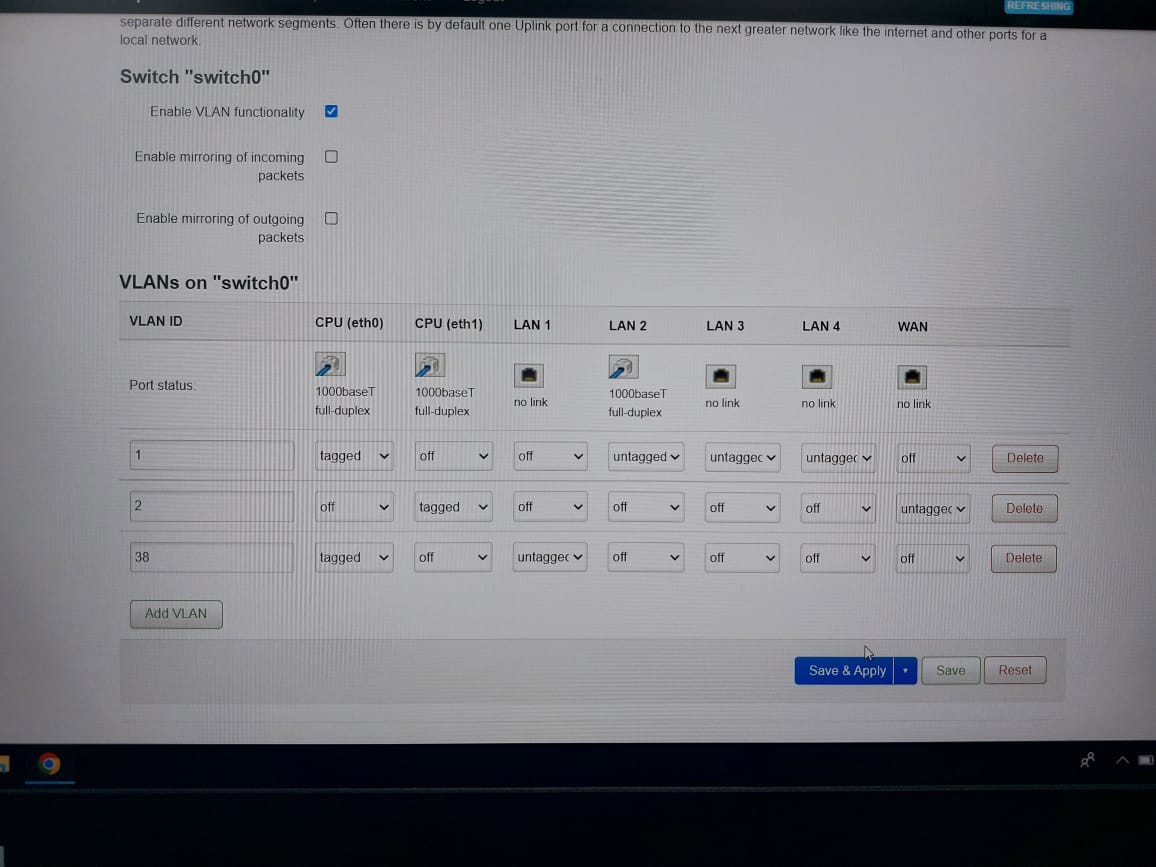 REFRESHING
separate different network segments. Often there is by default one Uplink port for a connection to the next greater network like the internet and other ports for a
local network.
Switch "switch0"
Enable VLAN functionality
Enable mirroring of incoming
packets
Enable mirroring of outgoing
packets
VLANs on "switch0"
VLAN ID CPU (eth0) CPU (eth1) LAN 1 LAN 2 LAN 3 LAN 4 WAN
Port status: 1000baseT full-duplex 1000baseT full-duplex no link 1000baseT full-duplex no link no link no link
1 tagged off off untagged untaggec untaggec off Delete
2 off tagged off off off off untaggec Delete
38 tagged off untaggec off off off off Delete
Add VLAN
Save & Apply Save Reset